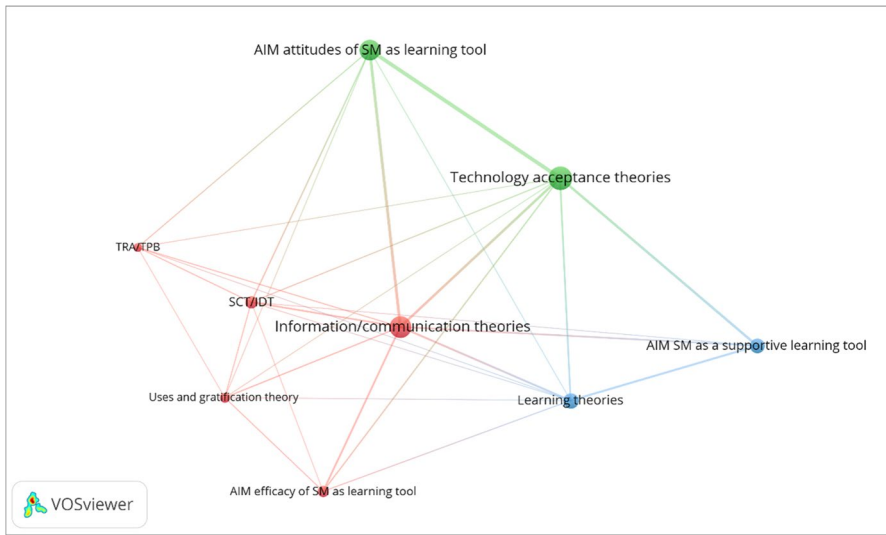 AIM attitudes of SM as learning tool
Technology acceptance theories
TRA/TPB
SCT/IDT
Information/communication theories
AIM SM as a supportive learning tool
Uses and gratification theory
Learning theories
AIM efficacy of SM as learning tool
VOSviewer